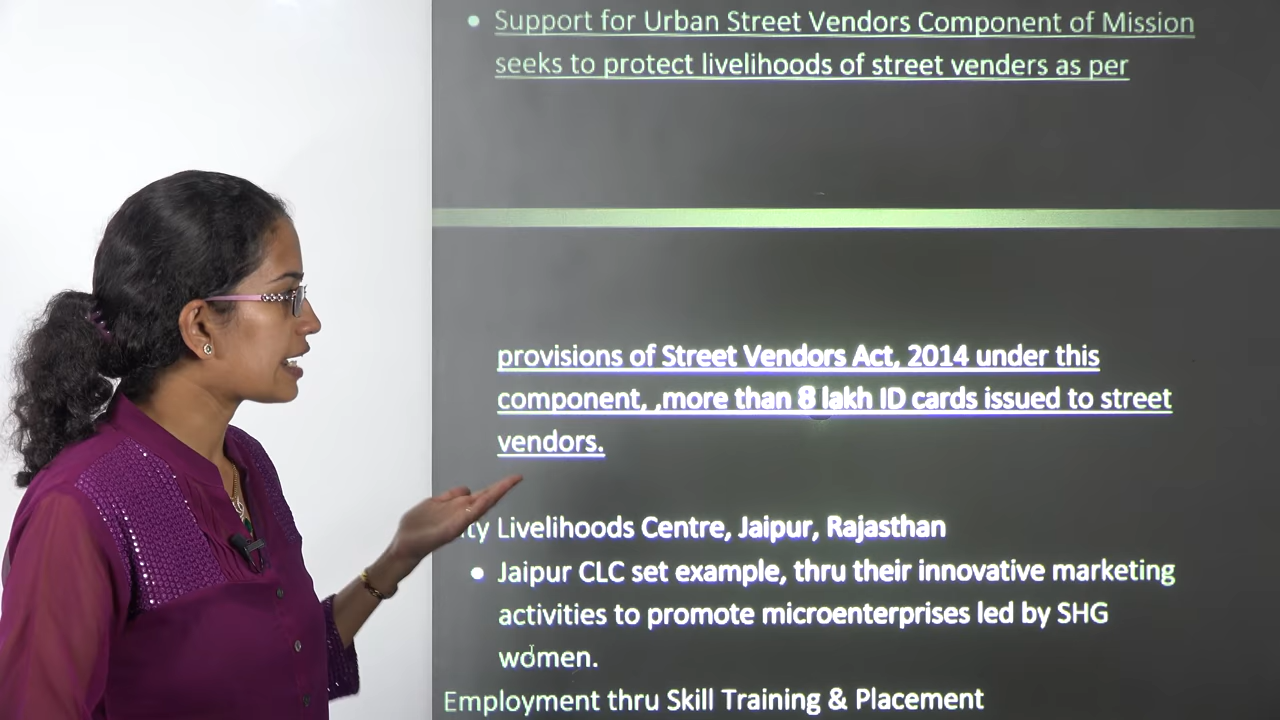 • Support for Urban Street Vendors Component of Mission
seeks to protect livelihoods of street venders as per
provisions of Street Vendors Act, 2014 under this
component, ,more than 8 lakh ID cards issued to street
vendors.
Livelihoods Centre, Jaipur, Rajasthan
• Jaipur CLC set example, thru their innovative marketing
activities to promote microenterprises led by SHG
women.
Employment thru Skill Training & Placement